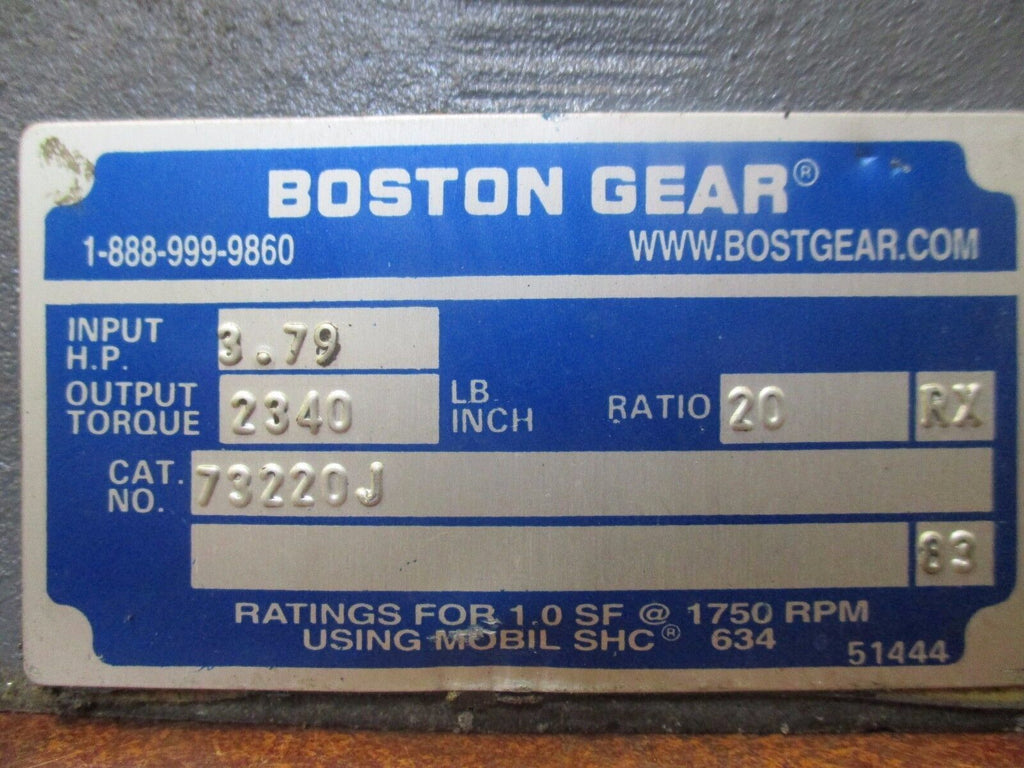 BOSTON GEAR®
1-888-999-9860 WWW.BOSTGEAR.COM
INPUT H.P. 3.79
OUTPUT TORQUE 2340 LB. INCH RATIO 20 RX
CAT. NO. 73220J
83
RATINGS FOR 1.0 SF @ 1750 RPM
USING MOBIL SHC® 634
51444